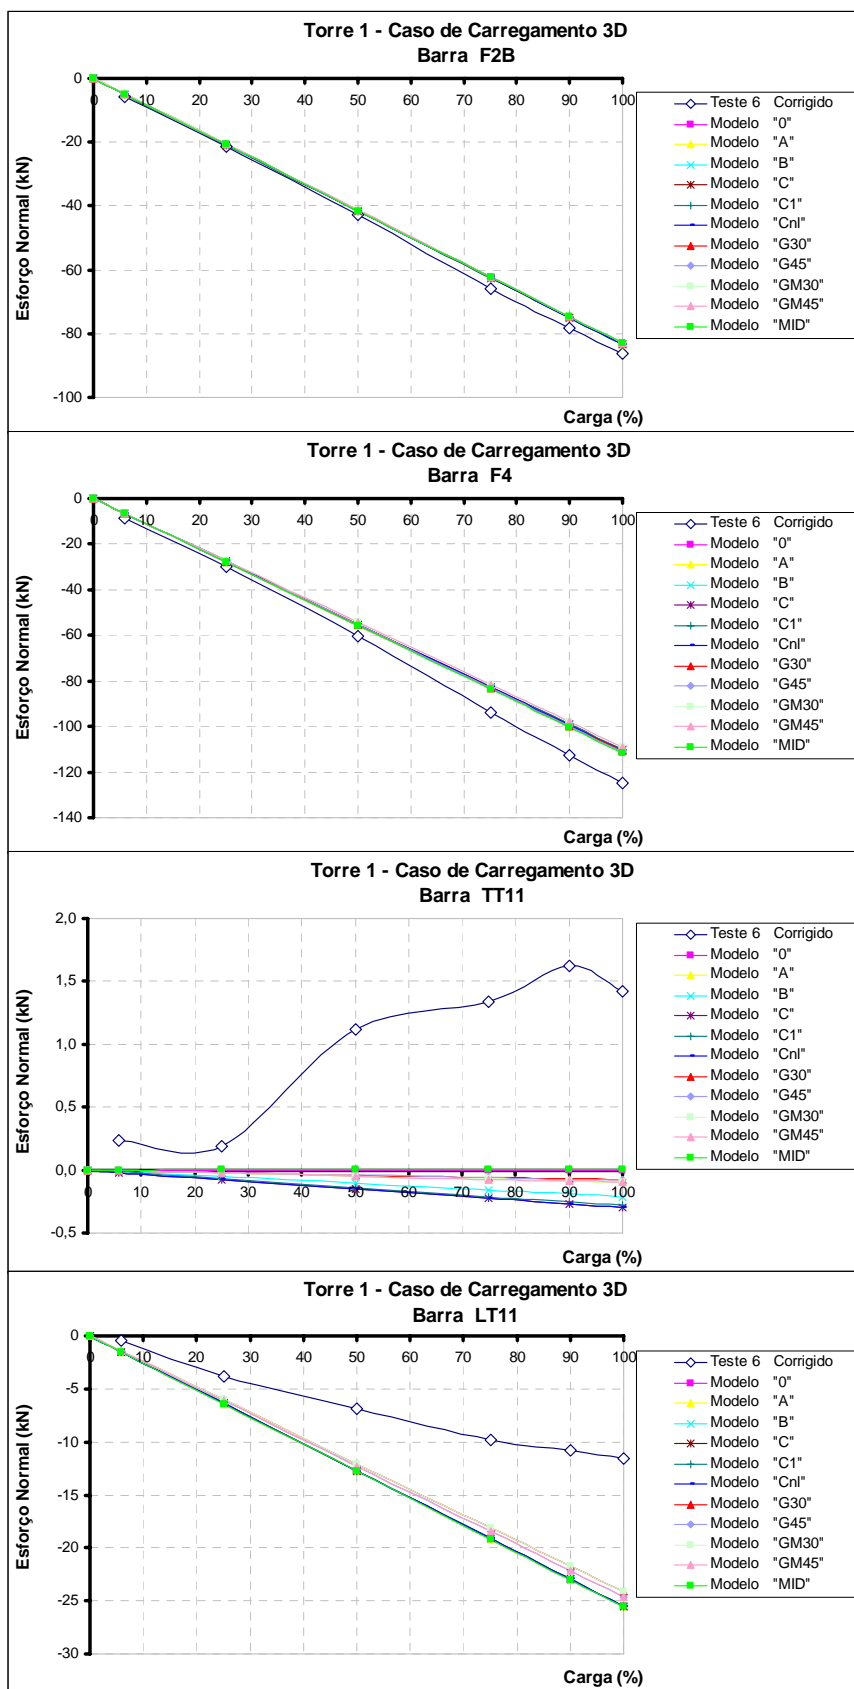 Torre 1 - Caso de Carregamento 3D
Barra F2B
0
-20
-40
-60
-80
-100
0 10 20 30 40 50 60 70 80 90 100
Esforço Normal (kN)
Carga (%)
Teste 6 Corrigido
Modelo "0"
Modelo "A"
Modelo "B"
Modelo "C"
Modelo "C1"
Modelo "Cnl"
Modelo "G30"
Modelo "G45"
Modelo "GM30"
Modelo "GM45"
Modelo "MID"
Torre 1 - Caso de Carregamento 3D
Barra F4
0
-20
-40
-60
-80
-100
-120
-140
0 10 20 30 40 50 60 70 80 90 100
Esforço Normal (kN)
Carga (%)
Teste 6 Corrigido
Modelo "0"
Modelo "A"
Modelo "B"
Modelo "C"
Modelo "C1"
Modelo "Cnl"
Modelo "G30"
Modelo "G45"
Modelo "GM30"
Modelo "GM45"
Modelo "MID"
Torre 1 - Caso de Carregamento 3D
Barra TT11
2,0
1,5
1,0
0,5
0,0
-0,5
0 10 20 30 40 50 60 70 80 90 100
Esforço Normal (kN)
Carga (%)
Teste 6 Corrigido
Modelo "0"
Modelo "A"
Modelo "B"
Modelo "C"
Modelo "C1"
Modelo "Cnl"
Modelo "G30"
Modelo "G45"
Modelo "GM30"
Modelo "GM45"
Modelo "MID"
Torre 1 - Caso de Carregamento 3D
Barra LT11
0
-5
-10
-15
-20
-25
-30
0 10 20 30 40 50 60 70 80 90 100
Esforço Normal (kN)
Carga (%)
Teste 6 Corrigido
Modelo "0"
Modelo "A"
Modelo "B"
Modelo "C"
Modelo "C1"
Modelo "Cnl"
Modelo "G30"
Modelo "G45"
Modelo "GM30"
Modelo "GM45"
Modelo "MID"